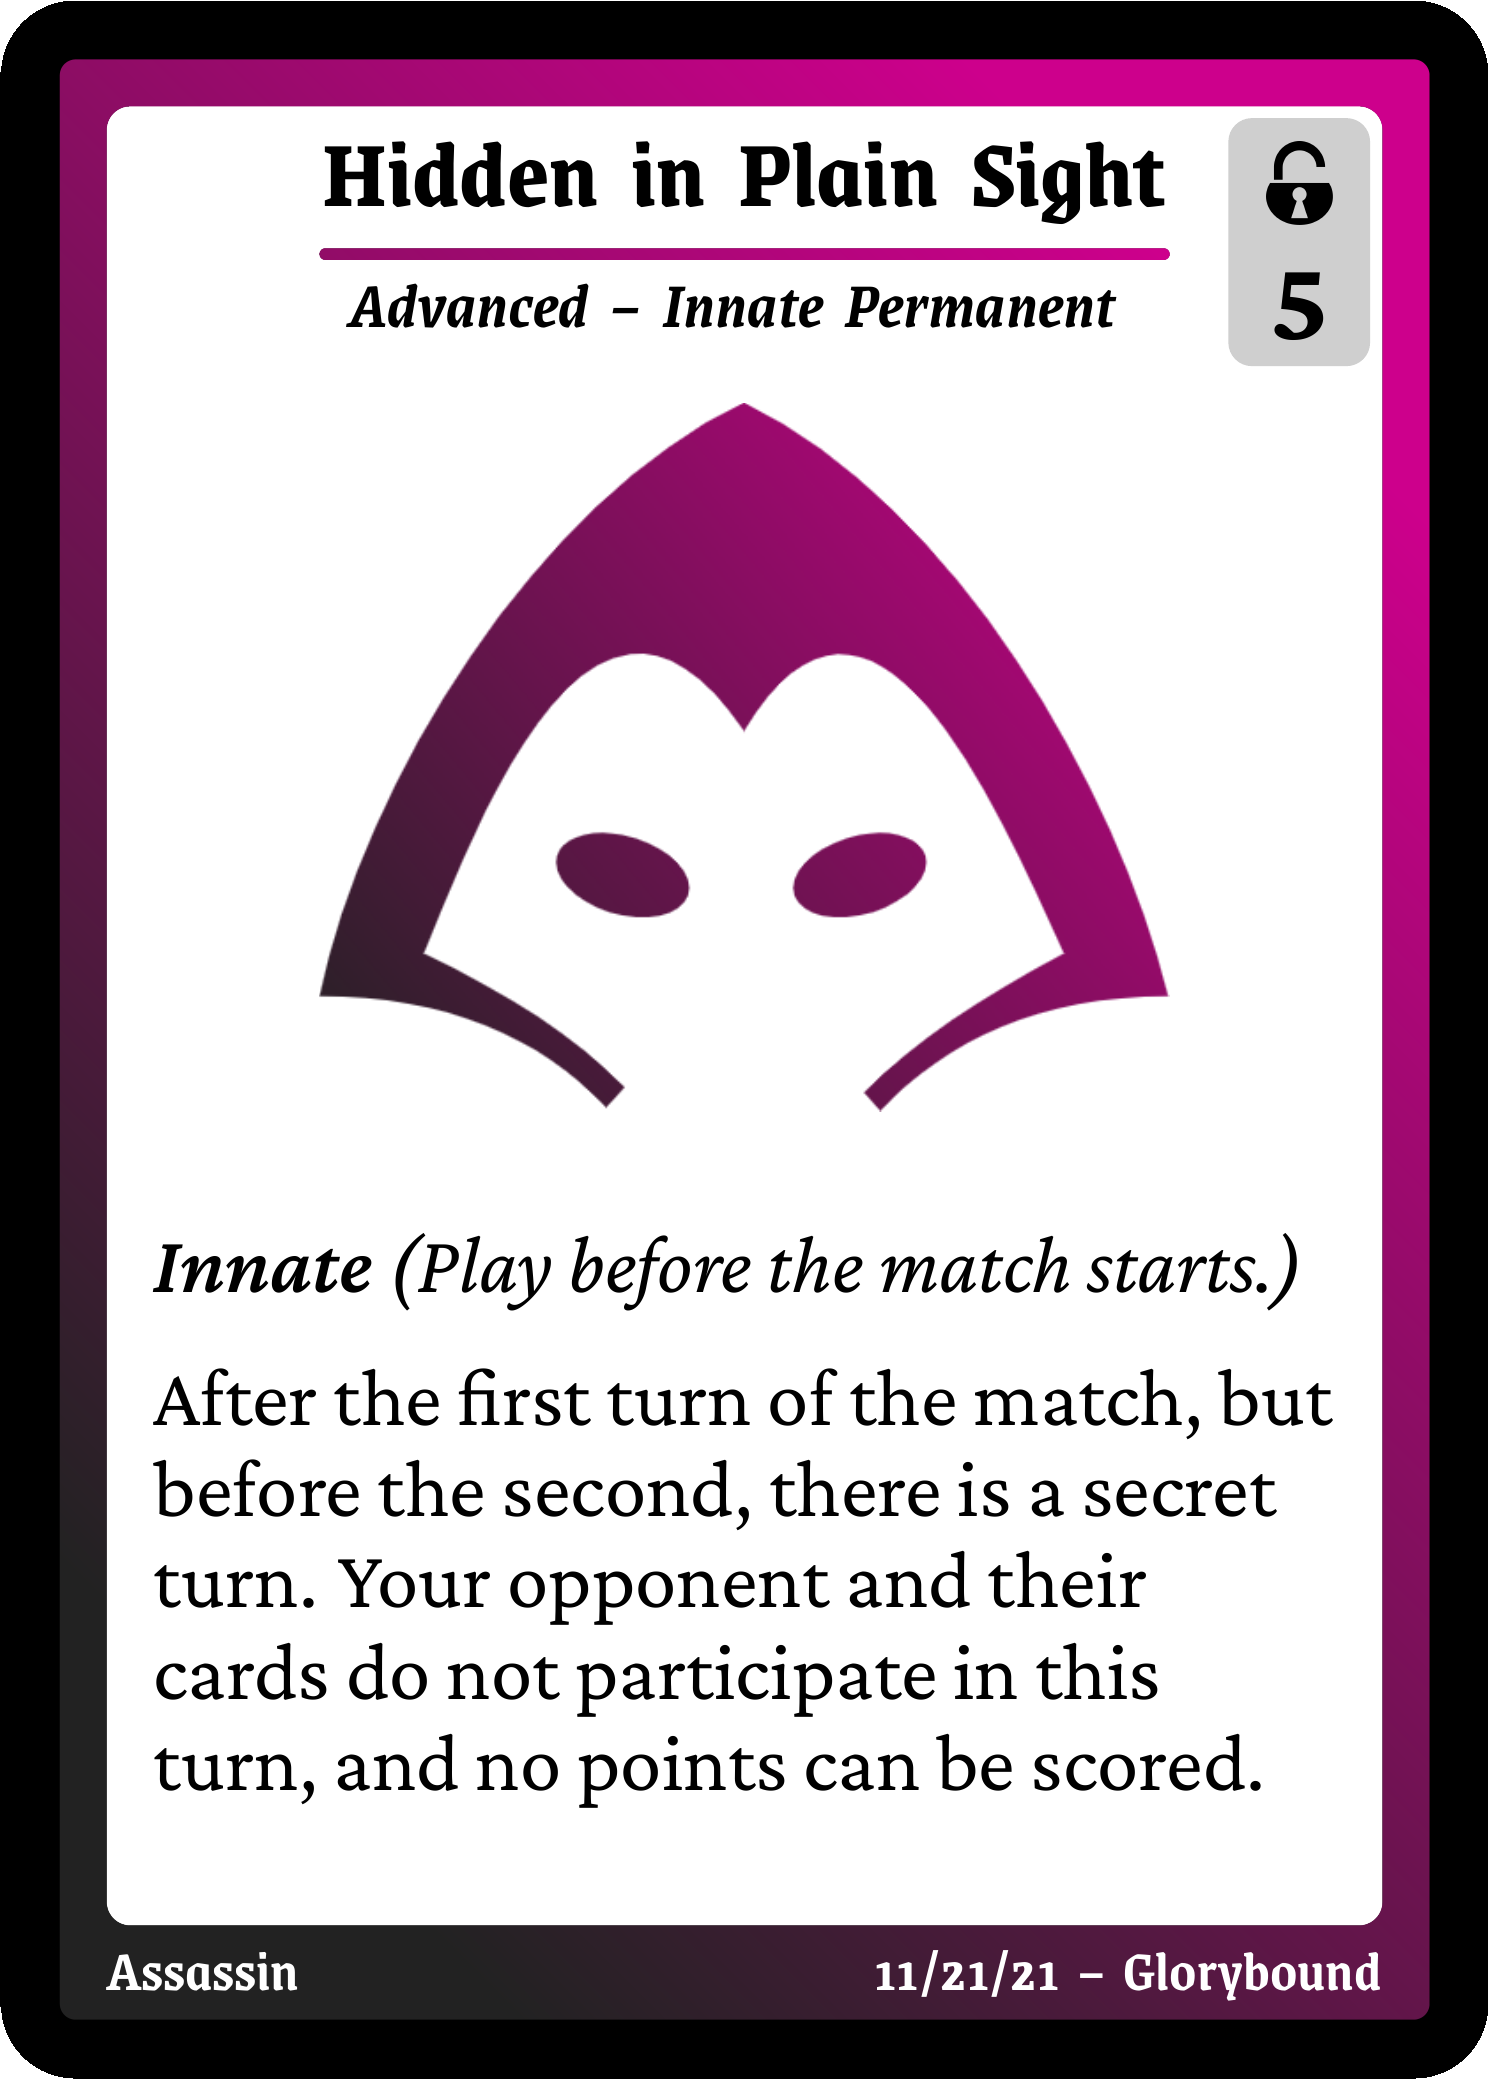 Hidden in Plain Sight
5
Advanced – Innate Permanent
Innate (Play before the match starts.)
After the first turn of the match, but
before the second, there is a secret
turn. Your opponent and their
cards do not participate in this
turn, and no points can be scored.
Assassin
11/21/21 – Glorybound